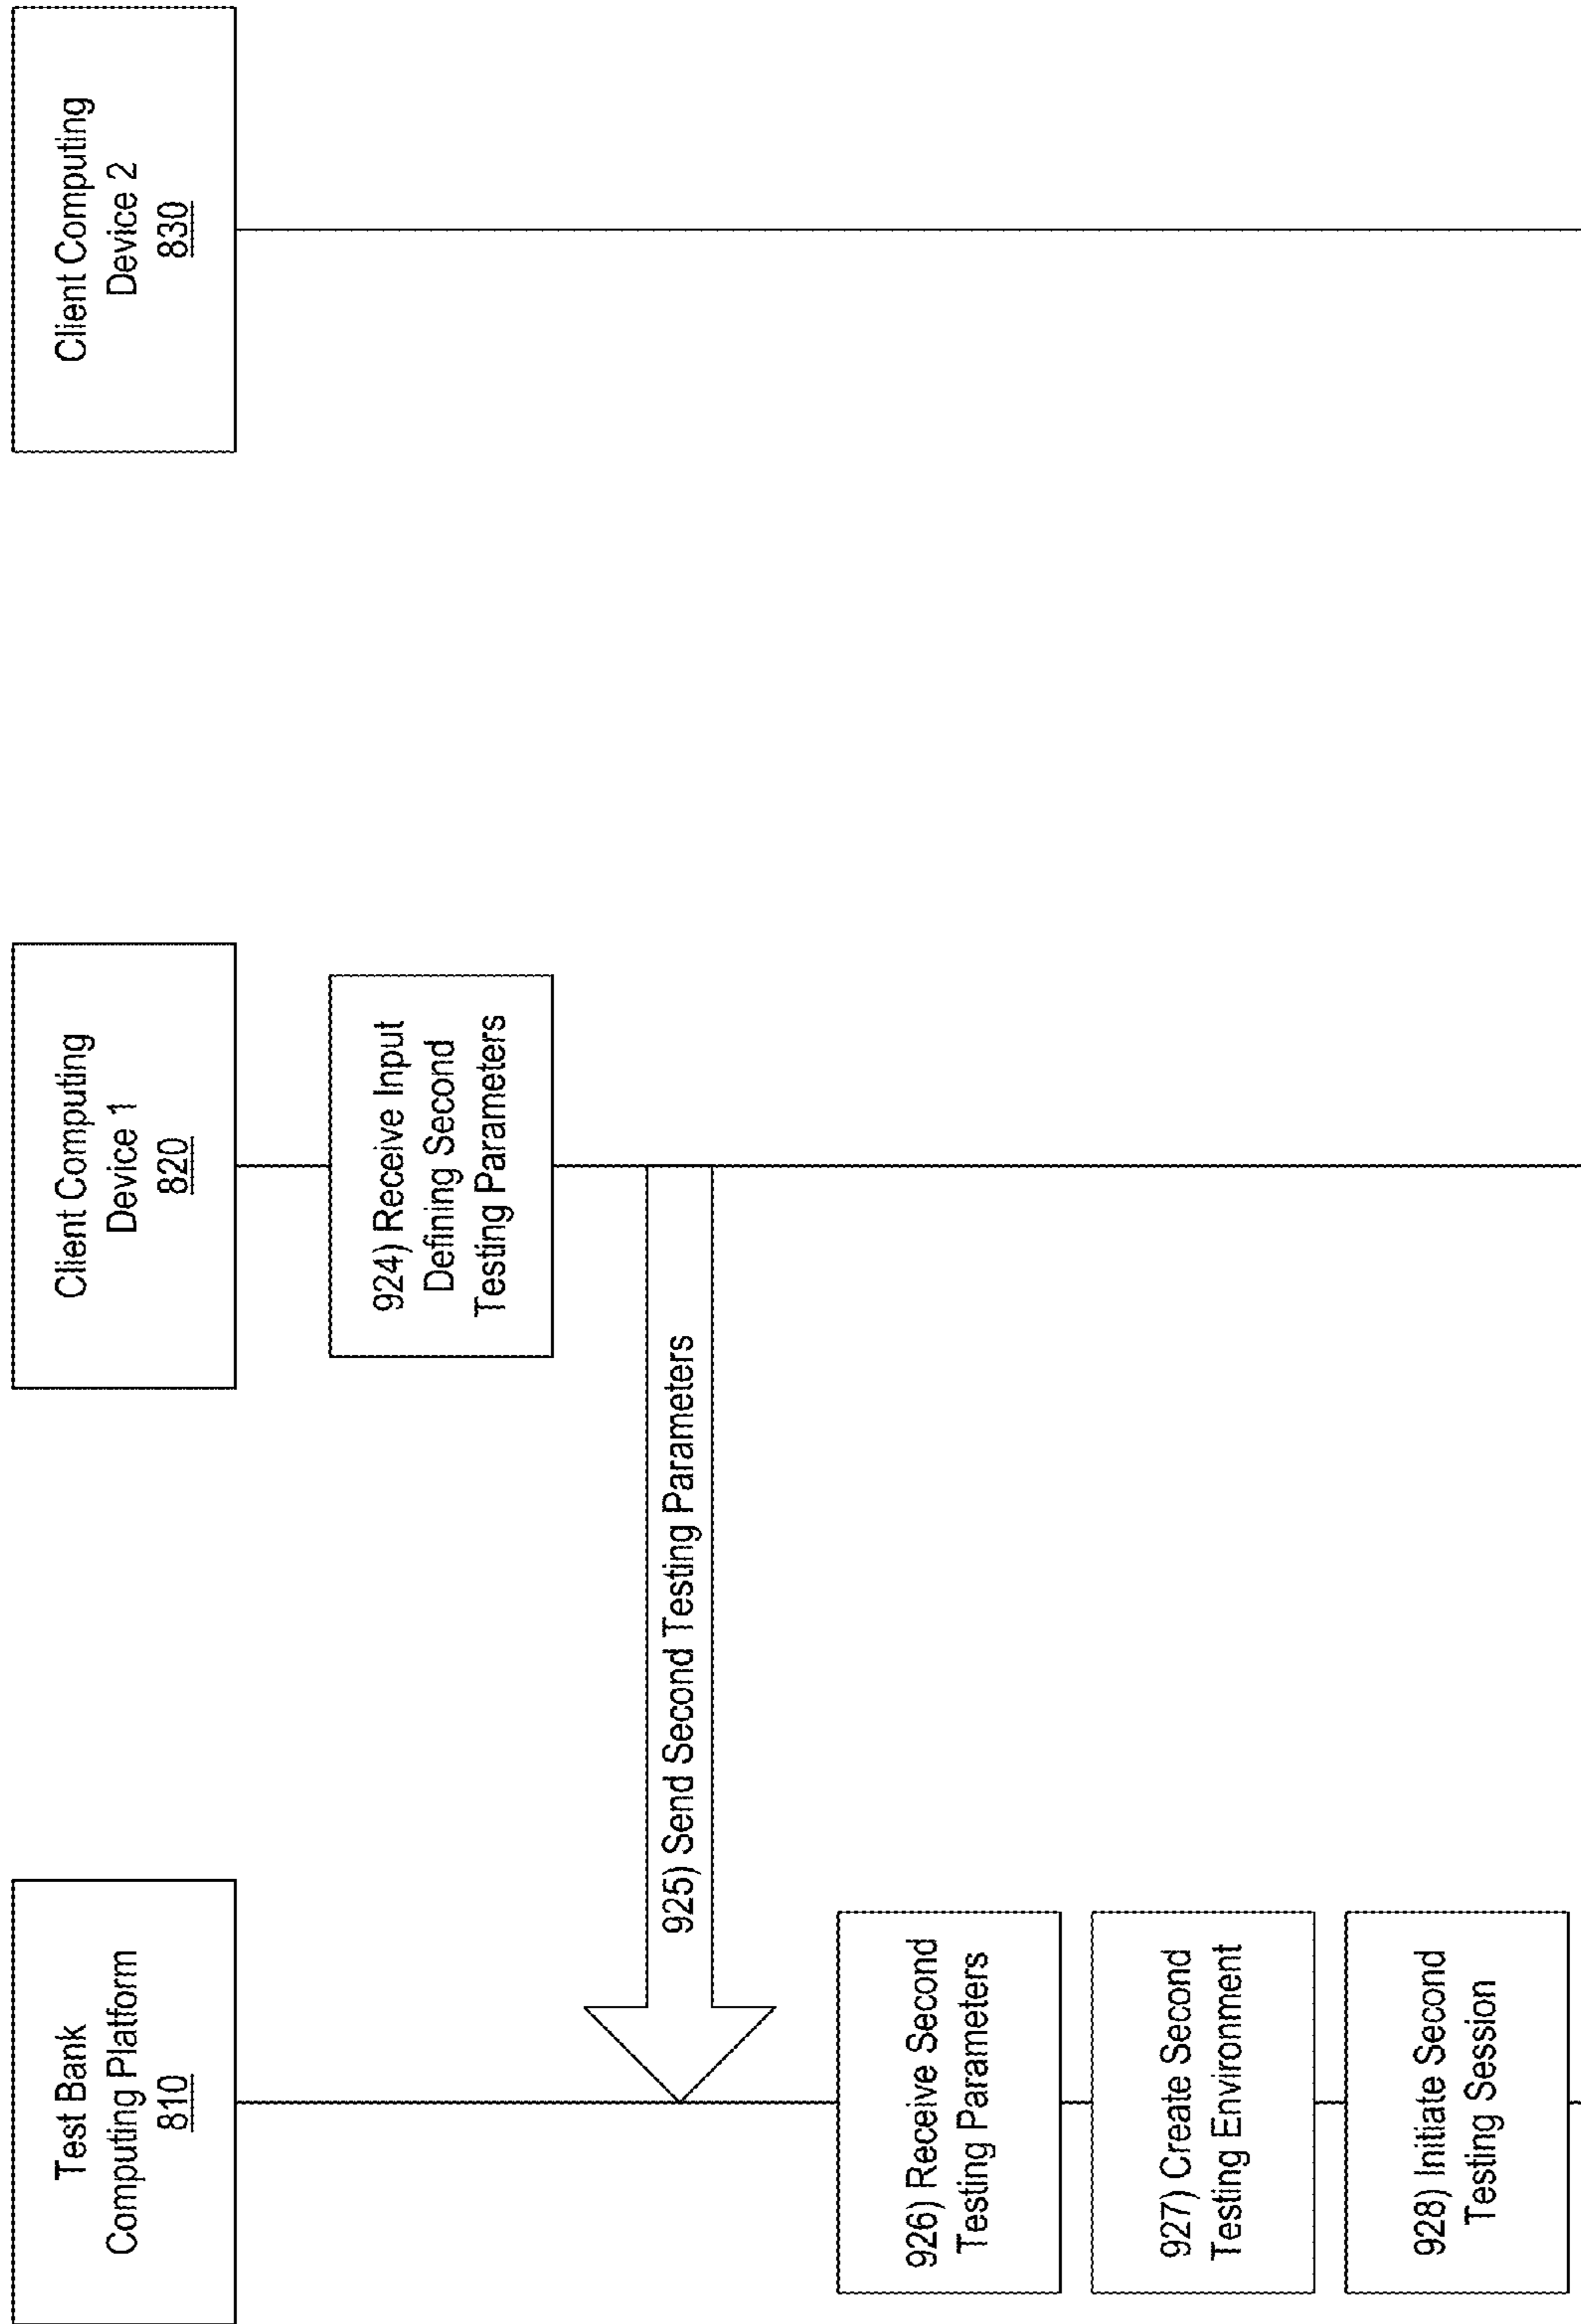 Test Bank
Computing Platform
810
Client Computing
Device 1
820
Client Computing
Device 2
830
924) Receive Input
Defining Second
Testing Parameters
925) Send Second Testing Parameters
926) Receive Second
Testing Parameters
927) Create Second
Testing Environment
928) Initiate Second
Testing Session